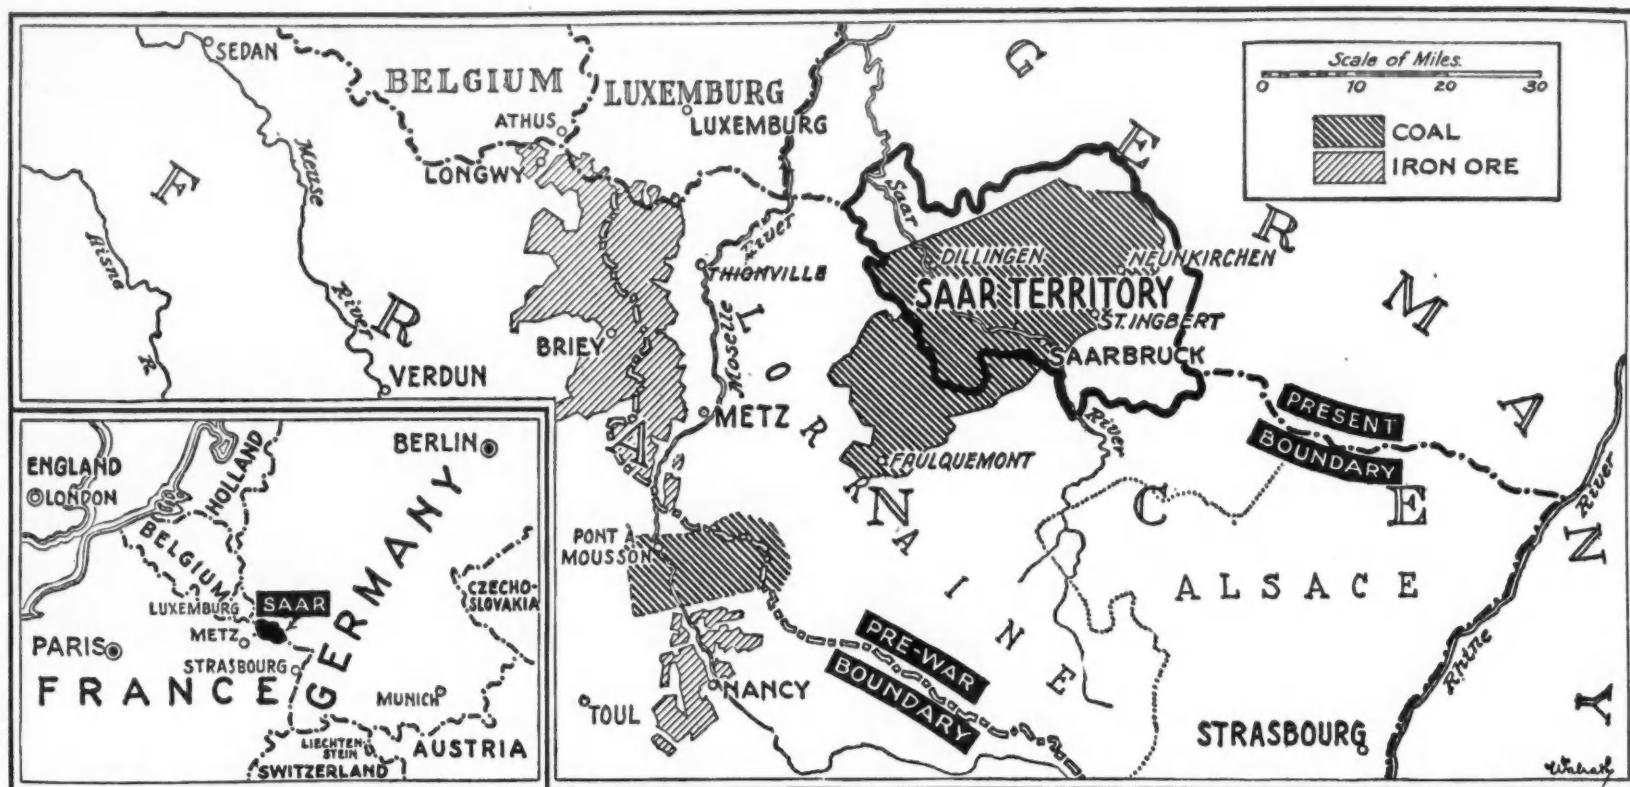 SEDAN
BELGIUM
LUXEMBURG
LUXEMBURG
ATHUS
LONGWY
Meuse
River
Aisne
R.
FRANCE
VERDUN
BRIEY
THIONVILLE
Moselle
River
METZ
LORRAINE
GERMANY
Scale of Miles.
0 10 20 30
COAL
IRON ORE
Saar
River
DILLINGEN
NEUNKIRCHEN
SAAR TERRITORY
ST. INGBERT
SAARBRUCK
FAULQUEMONT
PRESENT
BOUNDARY
PONT À
MOUSSON
ALSACE
PRE-WAR
BOUNDARY
NANCY
TOUL
STRASBOURG
Rhine
River
BERLIN
ENGLAND
LONDON
HOLLAND
BELGIUM
GERMANY
CZECHO-
SLOVAKIA
LUXEMBURG
SAAR
METZ
PARIS
STRASBOURG
FRANCE
MUNICH
LIECHTEN-
STEIN
AUSTRIA
SWITZERLAND